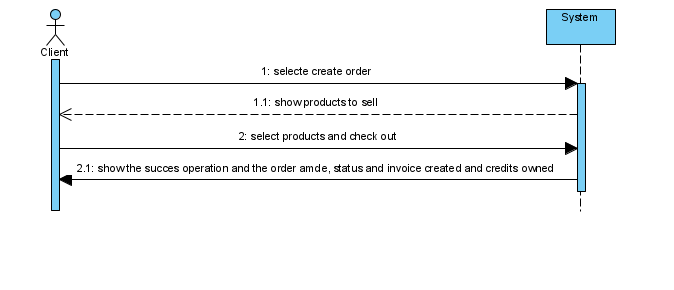 System
Client
1: selecte create order
1.1: show products to sell
2: select products and check out
2.1: show the succes operation and the order amde, status and invoice created and credits owned